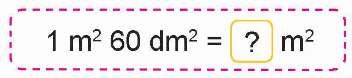 1 m² 60 dm² = ? m²